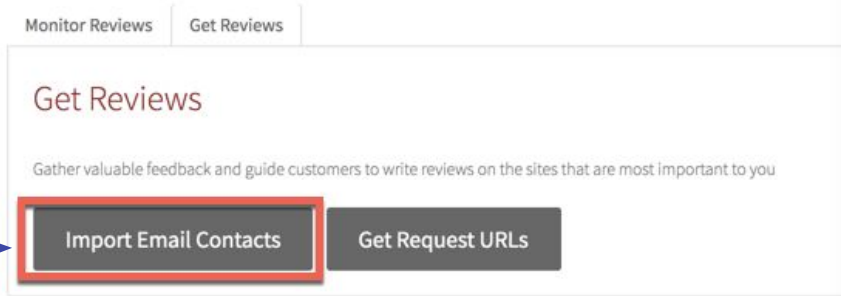 Monitor Reviews Get Reviews
Get Reviews
Gather valuable feedback and guide customers to write reviews on the sites that are most important to you
Import Email Contacts Get Request URLs